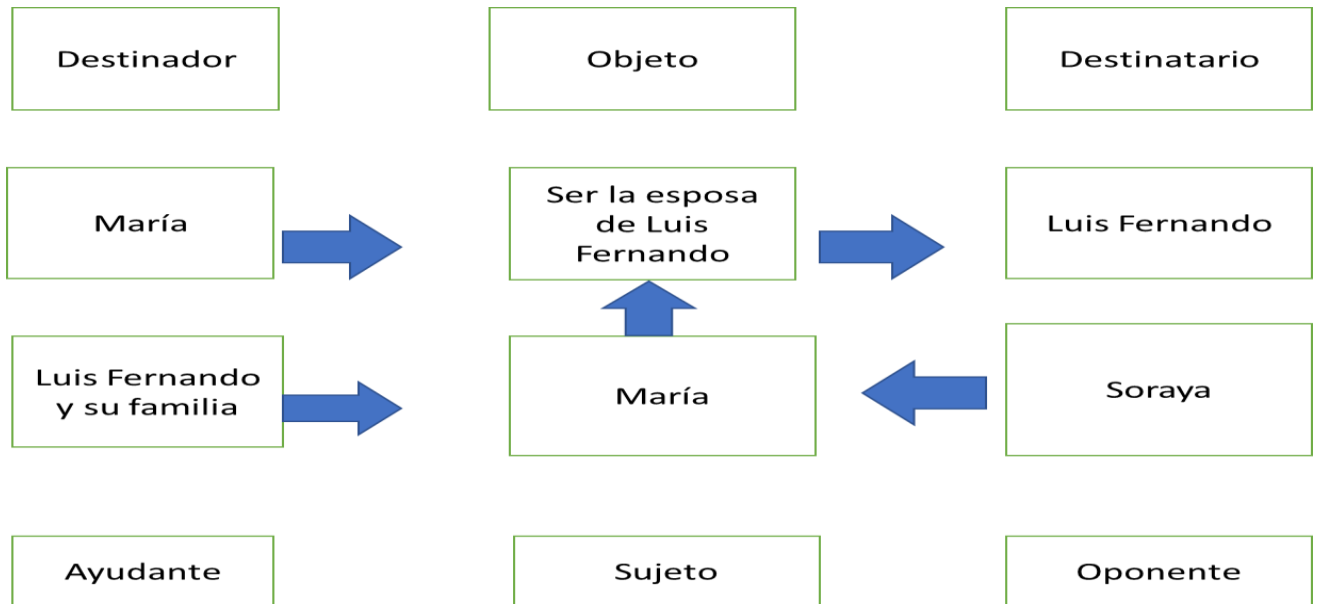 Destinador
Objeto
Destinatario
María
Ser la esposa
de Luis
Fernando
Luis Fernando
Luis Fernando
y su familia
María
Soraya
Ayudante
Sujeto
Oponente